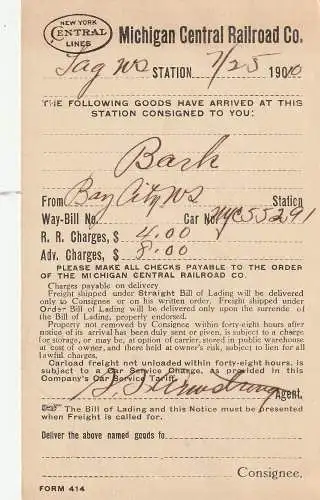 NEW YORK
CENTRAL
LINES
Michigan Central Railroad Co.
Tag WS STATION 7/25 1900
THE FOLLOWING GOODS HAVE ARRIVED AT THIS
STATION CONSIGNED TO YOU:
Bark
From Bay City WS Station
Way-Bill No. Car No. NYC 55291
R. R. Charges, $ 4.00
Adv. Charges, $ 8.00
PLEASE MAKE ALL CHECKS PAYABLE TO THE ORDER
OF THE MICHIGAN CENTRAL RAILROAD CO.
Charges payable on delivery
Freight shipped under Straight Bill of Lading will be delivered
only to Consignee or on his written order. Freight shipped under
Order Bill of Lading will be delivered only upon the surrender of
the Bill of Lading, properly endorsed.
Property not removed by Consignee within forty-eight hours after
notice of its arrival has been duly sent or given, is subject to a charge
for storage, or may be, at option of carrier, stored in public warehouse
at cost of owner, and there held at owner's risk, subject to lien for all
lawful charges.
Carload freight not unloaded within forty-eight hours, is
subject to a Car Service Charge, as provided in this
Company's Car Service Tariff.
Armstrong Agent.
The Bill of Lading and this Notice must be presented
when Freight is called for.
Deliver the above named goods to
Consignee.
FORM 414